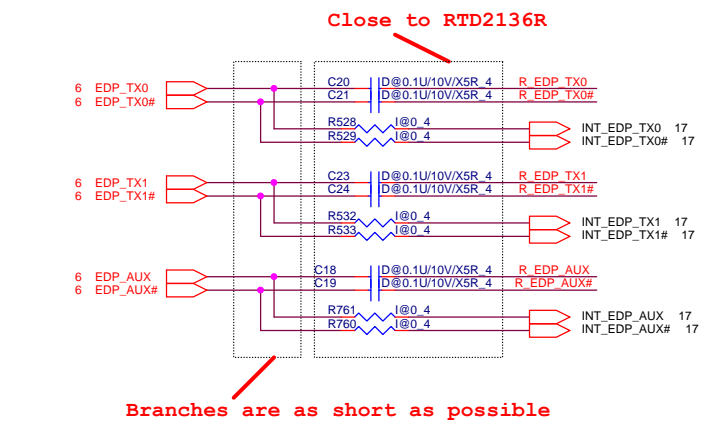 Close to RTD2136R
6 EDP_TX0 C20 D@0.1U/10V/X5R_4 R_EDP_TX0
6 EDP_TX0# C21 D@0.1U/10V/X5R_4 R_EDP_TX0#
R528 I@0_4 INT_EDP_TX0 17
R529 I@0_4 INT_EDP_TX0# 17
6 EDP_TX1 C23 D@0.1U/10V/X5R_4 R_EDP_TX1
6 EDP_TX1# C24 D@0.1U/10V/X5R_4 R_EDP_TX1#
R532 I@0_4 INT_EDP_TX1 17
R533 I@0_4 INT_EDP_TX1# 17
6 EDP_AUX C18 D@0.1U/10V/X5R_4 R_EDP_AUX
6 EDP_AUX# C19 D@0.1U/10V/X5R_4 R_EDP_AUX#
R761 I@0_4 INT_EDP_AUX 17
R760 I@0_4 INT_EDP_AUX# 17
Branches are as short as possible